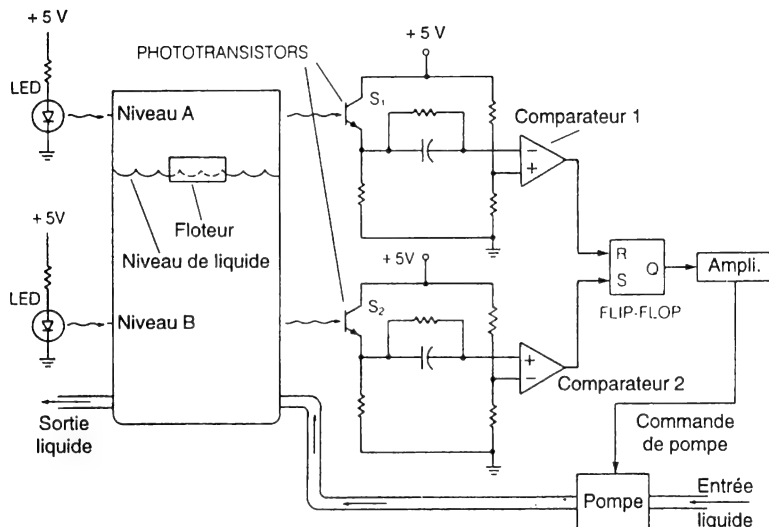 + 5 V
LED
PHOTOTRANSISTORS
+ 5 V
S₁
Niveau A
Comparateur 1
−
+
+ 5V
Floteur
Niveau de liquide
LED
Niveau B
+ 5V
S₂
+
−
Comparateur 2
R
S
Q
FLIP-FLOP
Ampli.
Sortie
liquide
Commande
de pompe
Pompe
Entrée
liquide